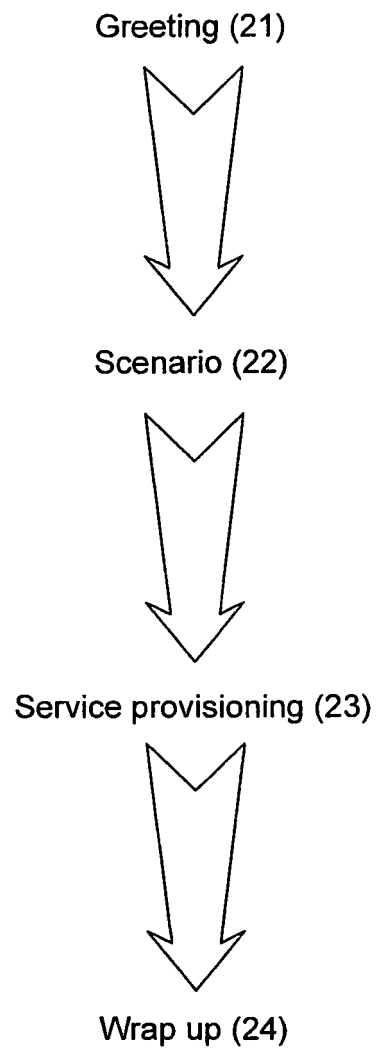 Greeting (21)
Scenario (22)
Service provisioning (23)
Wrap up (24)